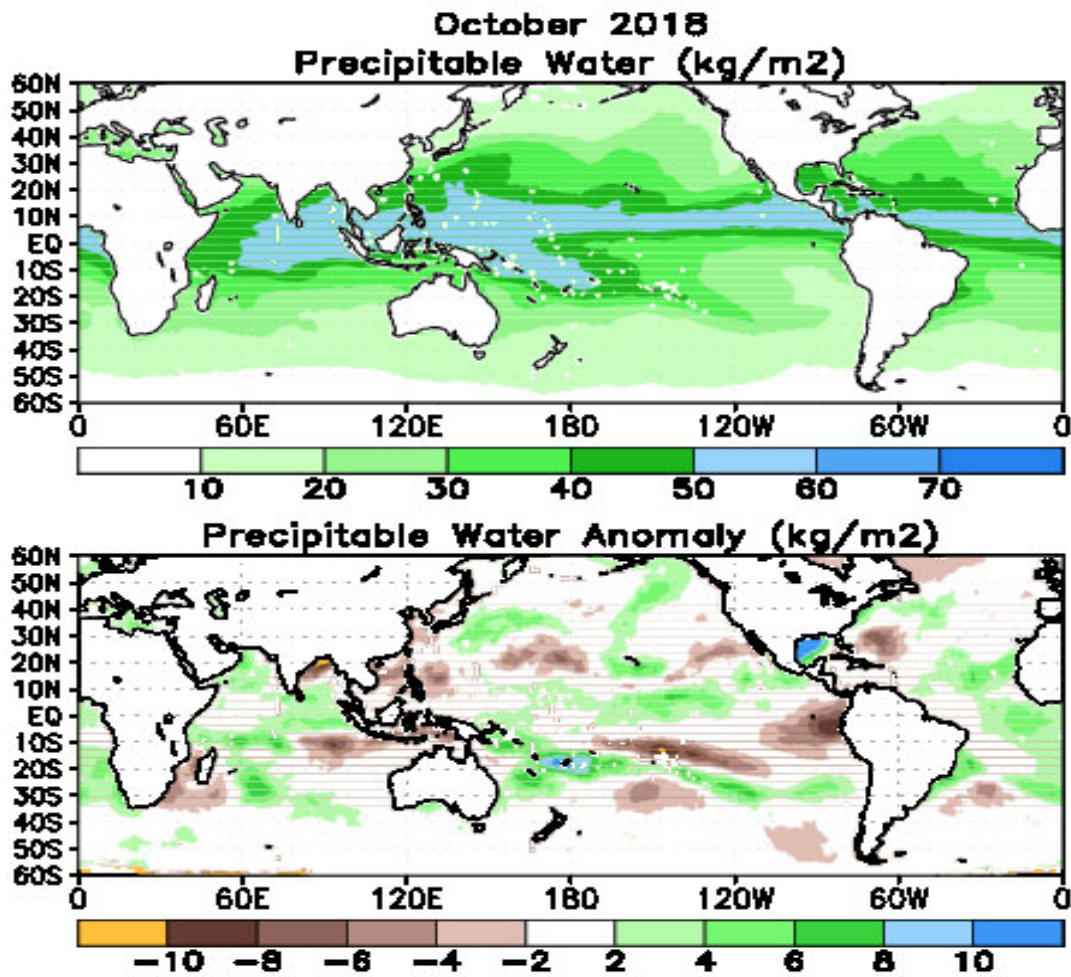 October 2018
Precipitable Water (kg/m2)
60N
50N
40N
30N
20N
10N
EQ
10S
20S
30S
40S
50S
60S
0 60E 120E 180 120W 60W 0
10 20 30 40 50 60 70
Precipitable Water Anomaly (kg/m2)
60N
50N
40N
30N
20N
10N
EQ
10S
20S
30S
40S
50S
60S
0 60E 120E 180 120W 60W 0
−10 −8 −6 −4 −2 2 4 6 8 10